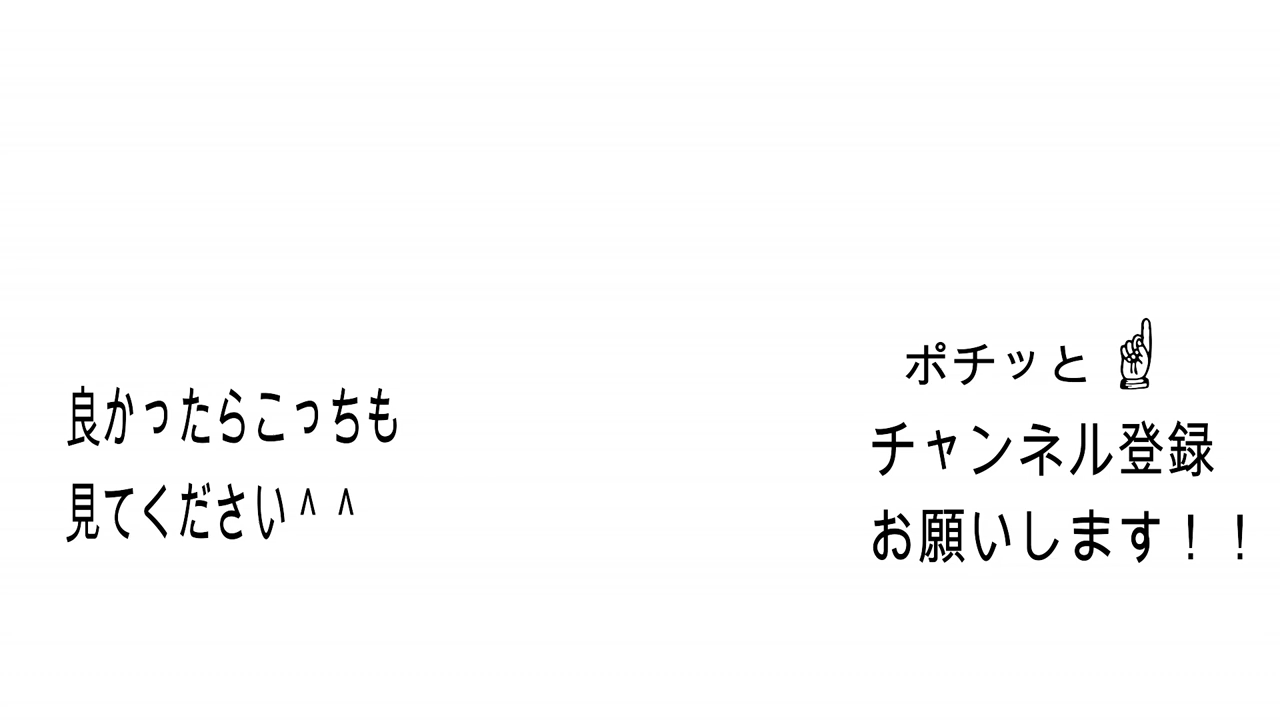 良かったらこっちも
見てください＾＾
ポチッと☝
チャンネル登録
お願いします！！